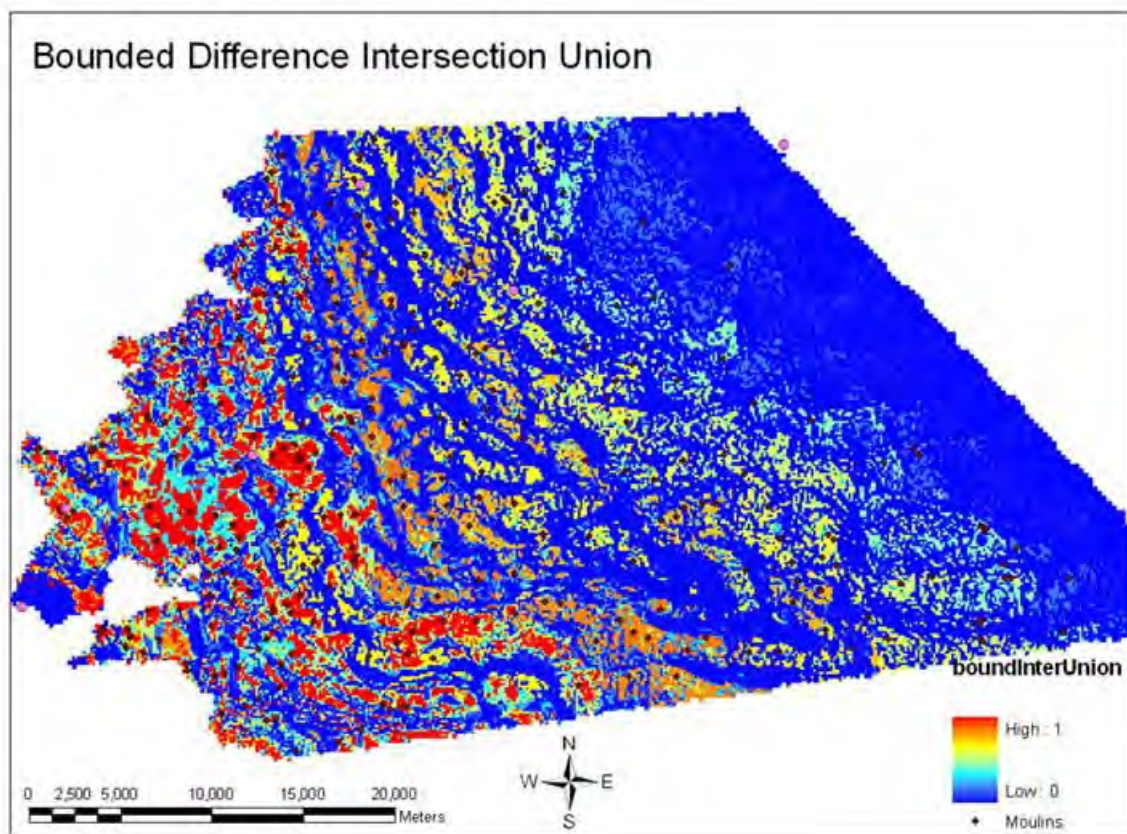 Bounded Difference Intersection Union
boundInterUnion
High : 1
Low : 0
Moulins
N
W E
S
0 2,500 5,000 10,000 15,000 20,000
Meters